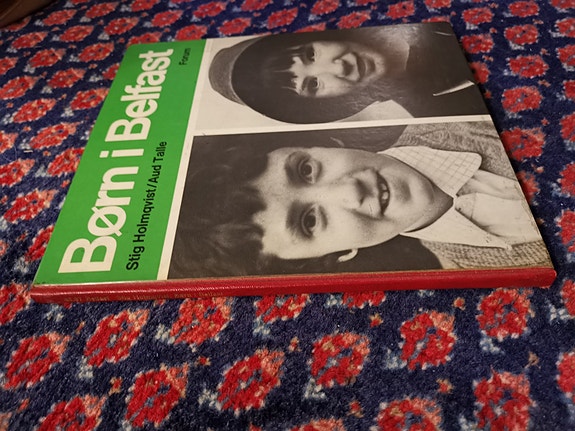 Børn i Belfast
Stig Holmqvist/Aud Talle
Forum